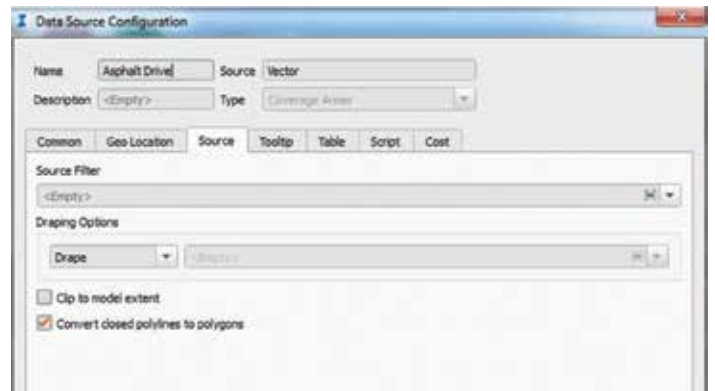 Data Source Configuration
Name Asphalt Drive Source Vector
Description <Empty> Type Coverage Areas
Common Geo Location Source Tooltip Table Script Cost
Source Filter
<Empty>
Draping Options
Drape <Empty>
Clip to model extent
Convert closed polylines to polygons